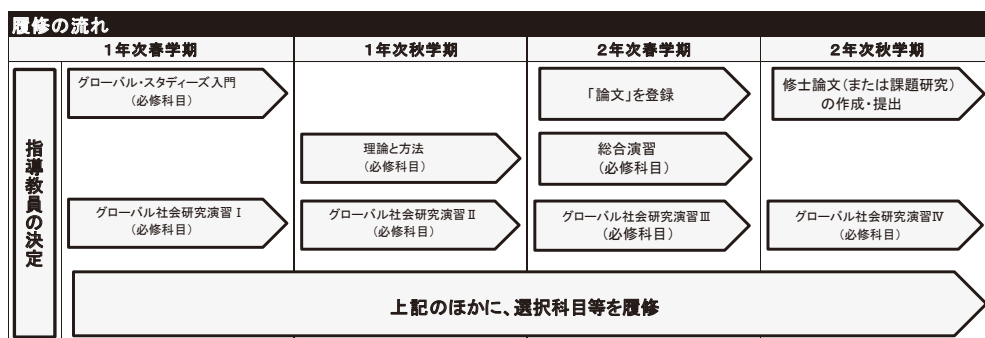 履修の流れ
1年次春学期
1年次秋学期
2年次春学期
2年次秋学期
指導教員の決定
グローバル・スタディーズ入門
(必修科目)
「論文」を登録
修士論文(または課題研究)
の作成・提出
理論と方法
(必修科目)
総合演習
(必修科目)
グローバル社会研究演習Ⅰ
(必修科目)
グローバル社会研究演習Ⅱ
(必修科目)
グローバル社会研究演習Ⅲ
(必修科目)
グローバル社会研究演習Ⅳ
(必修科目)
上記のほかに、選択科目等を履修